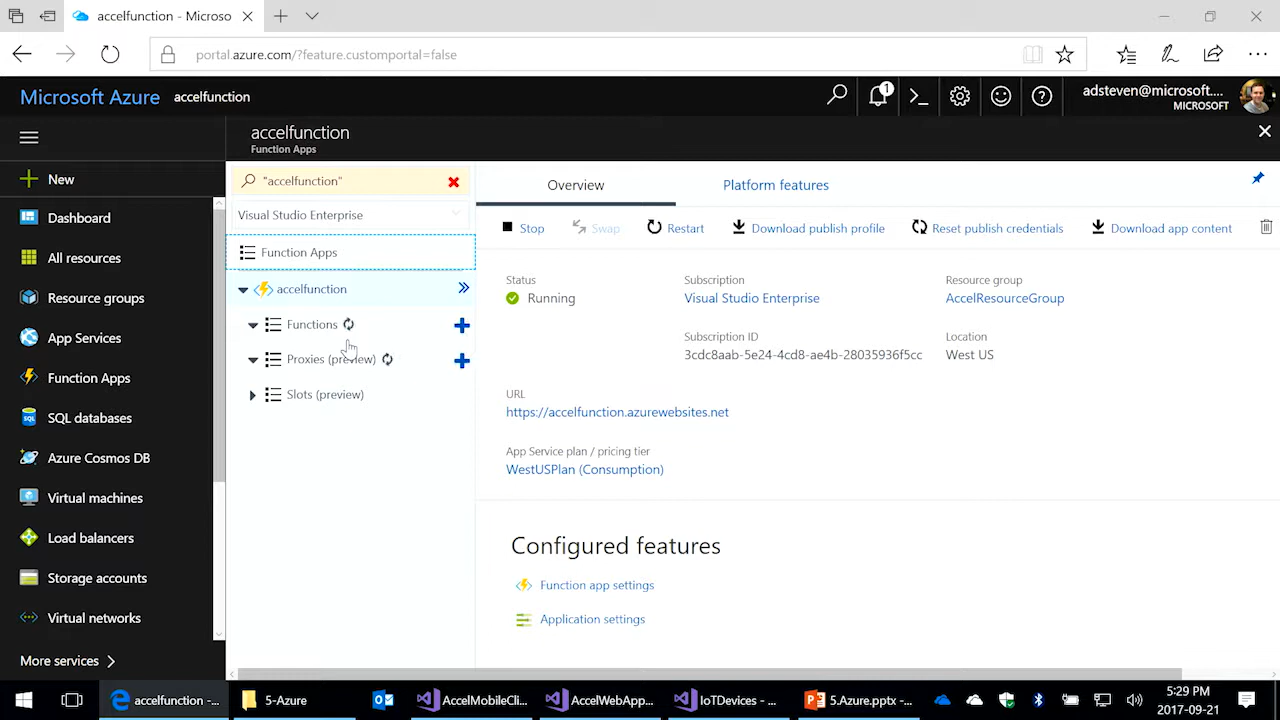 accelfunction - Microso
portal.azure.com/?feature.customportal=false
Microsoft Azure
accelfunction
1
adsteven@microsoft....
MICROSOFT
accelfunction
Function Apps
New
Dashboard
All resources
Resource groups
App Services
Function Apps
SQL databases
Azure Cosmos DB
Virtual machines
Load balancers
Storage accounts
Virtual networks
More services
"accelfunction"
Visual Studio Enterprise
Function Apps
accelfunction
Functions
Proxies (preview)
Slots (preview)
Overview
Platform features
Stop
Swap
Restart
Download publish profile
Reset publish credentials
Download app content
Status
Running
Subscription
Visual Studio Enterprise
Resource group
AccelResourceGroup
Subscription ID
3cdc8aab-5e24-4cd8-ae4b-28035936f5cc
Location
West US
URL
https://accelfunction.azurewebsites.net
App Service plan / pricing tier
WestUSPlan (Consumption)
Configured features
Function app settings
Application settings
accelfunction -...
5-Azure
AccelMobileCli...
AccelWebApp...
IoTDevices - ...
5.Azure.pptx -...
5:29 PM
2017-09-21